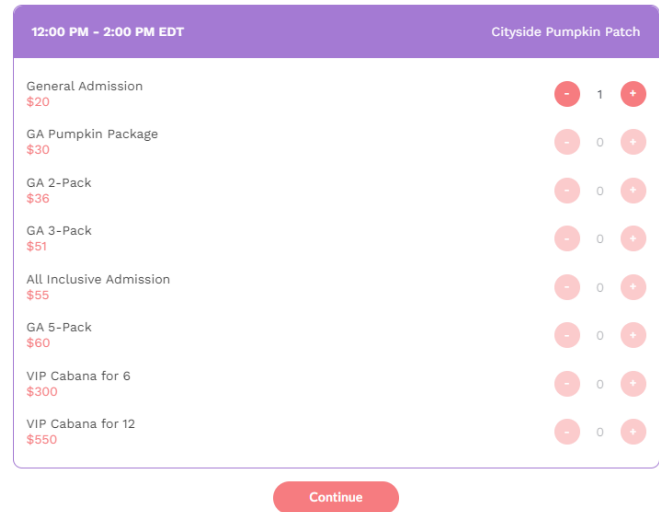 12:00 PM - 2:00 PM EDT Cityside Pumpkin Patch
General Admission
$20
- 1 +
GA Pumpkin Package
$30
- 0 +
GA 2-Pack
$36
- 0 +
GA 3-Pack
$51
- 0 +
All Inclusive Admission
$55
- 0 +
GA 5-Pack
$60
- 0 +
VIP Cabana for 6
$300
- 0 +
VIP Cabana for 12
$550
- 0 +
Continue